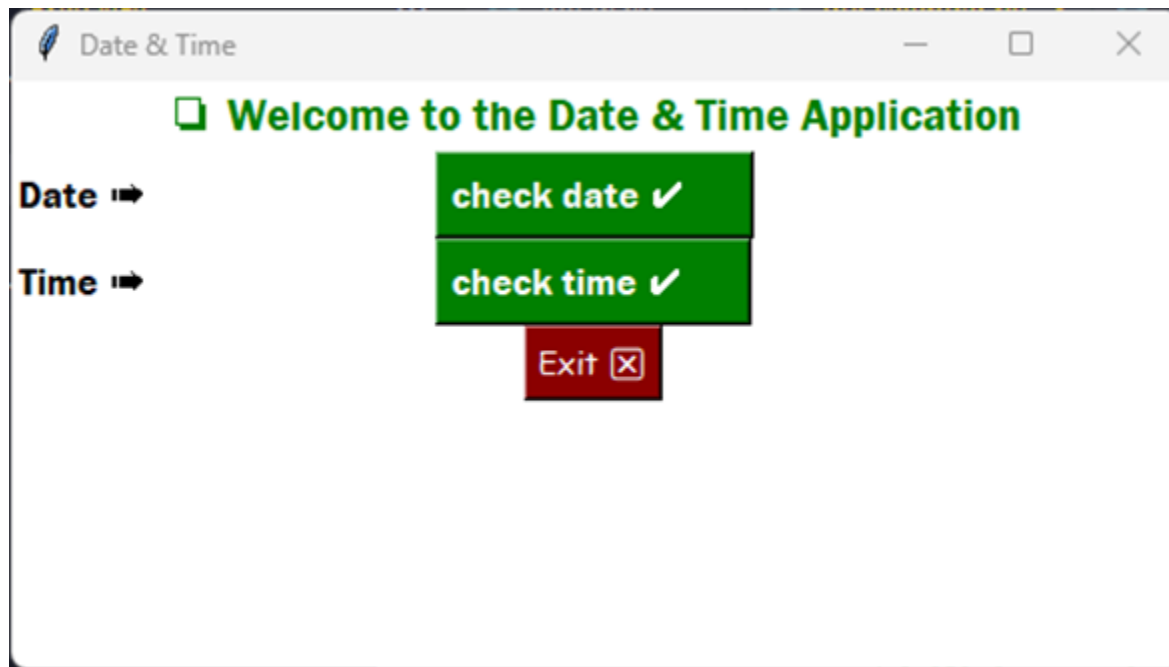 Date & Time
❏ Welcome to the Date & Time Application
Date ➠ check date ✔
Time ➠ check time ✔
Exit ☒